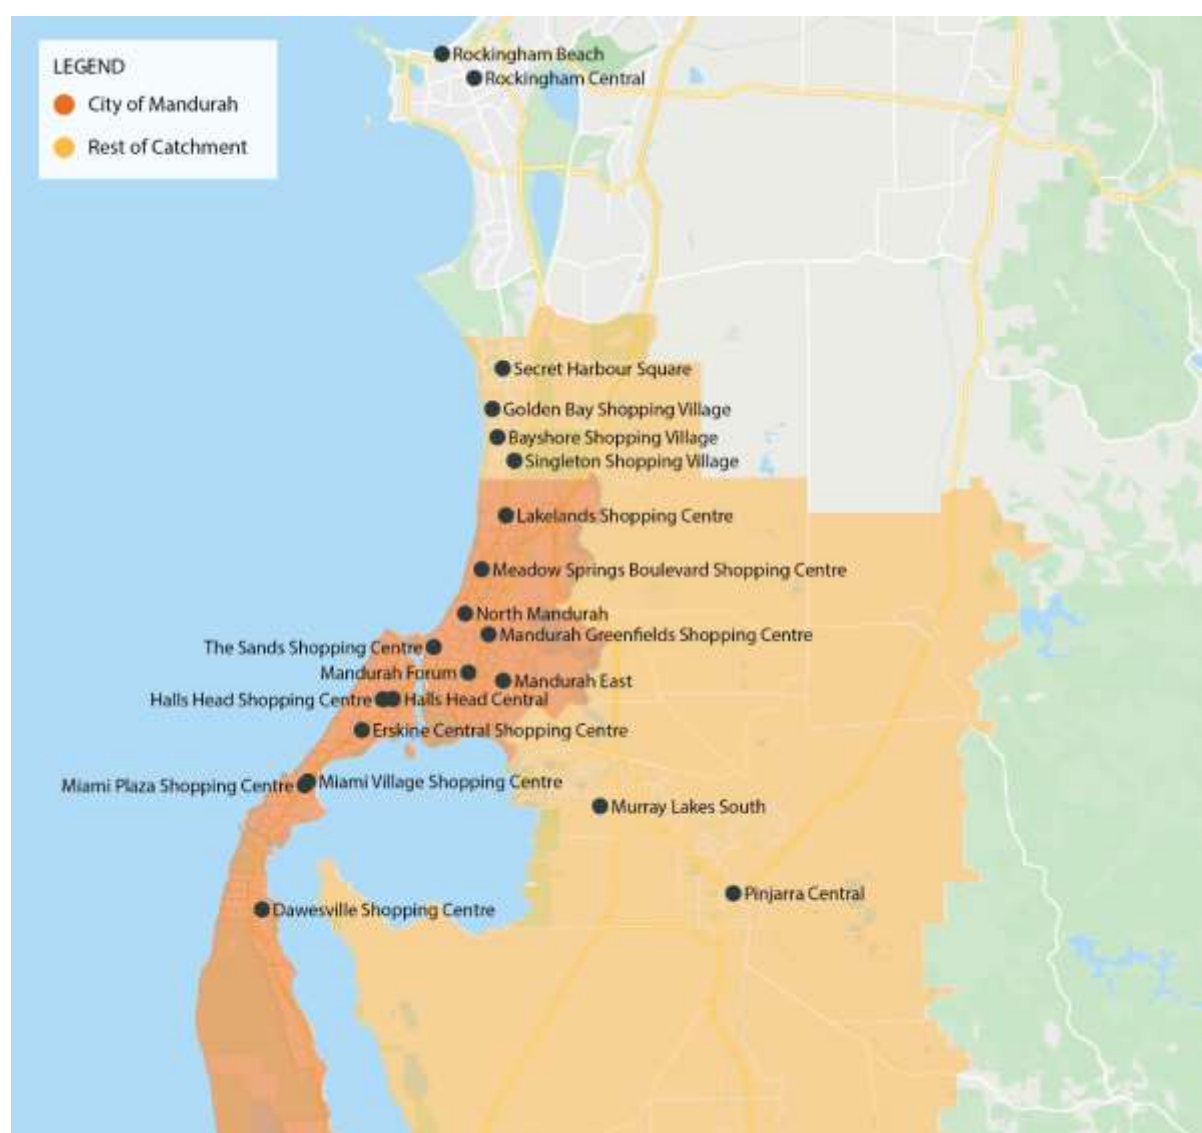 LEGEND
City of Mandurah
Rest of Catchment
Rockingham Beach
Rockingham Central
Secret Harbour Square
Golden Bay Shopping Village
Bayshore Shopping Village
Singleton Shopping Village
Lakelands Shopping Centre
Meadow Springs Boulevard Shopping Centre
North Mandurah
Mandurah Greenfields Shopping Centre
The Sands Shopping Centre
Mandurah Forum
Mandurah East
Halls Head Shopping Centre
Halls Head Central
Erskine Central Shopping Centre
Miami Plaza Shopping Centre
Miami Village Shopping Centre
Murray Lakes South
Pinjarra Central
Dawesville Shopping Centre